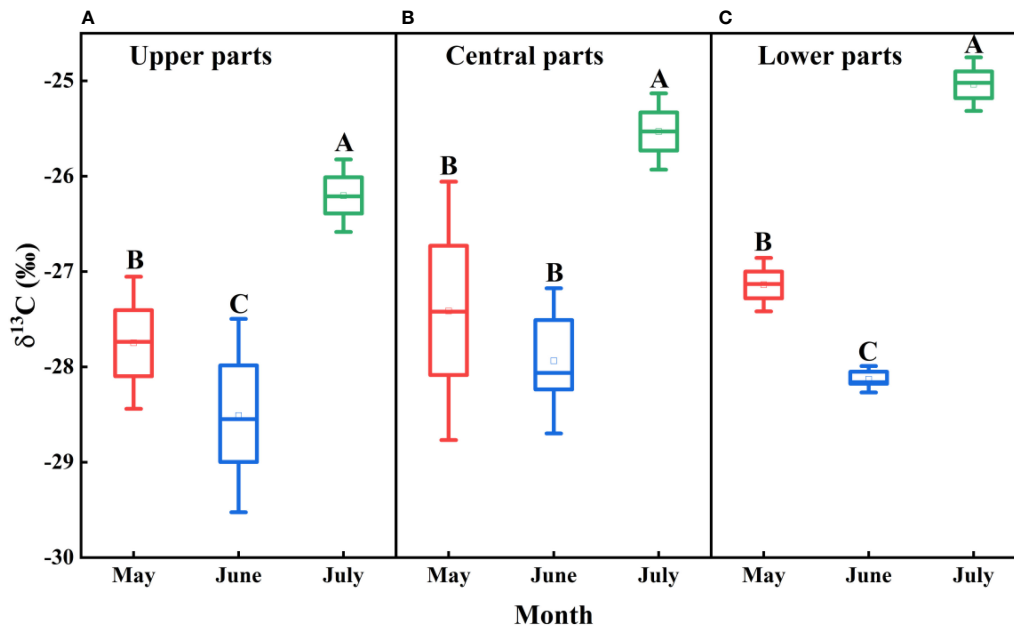 A B C
Upper parts Central parts Lower parts
A A A
B C B B B C
δ¹³C (‰)
-25
-26
-27
-28
-29
-30
May June July May June July May June July
Month